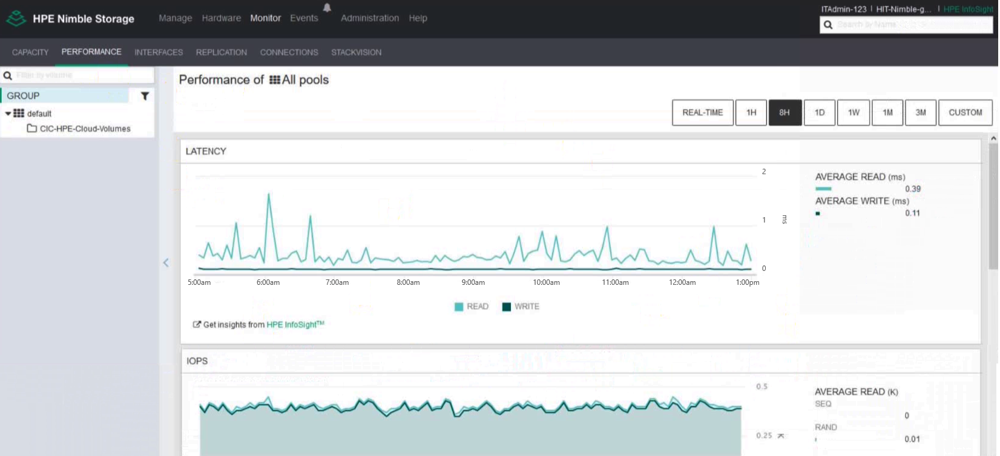 HPE Nimble Storage
Manage Hardware Monitor Events Administration Help
ITAdmin-123 | HIT-Nimble-g... | HPE InfoSight
Search by Name
CAPACITY PERFORMANCE INTERFACES REPLICATION CONNECTIONS STACKVISION
Filter by volume
GROUP
default
CIC-HPE-Cloud-Volumes
Performance of All pools
REAL-TIME 1H 8H 1D 1W 1M 3M CUSTOM
LATENCY
2
1
0
ms
5:00am 6:00am 7:00am 8:00am 9:00am 10:00am 11:00am 12:00am 1:00pm
READ WRITE
AVERAGE READ (ms)
0.39
AVERAGE WRITE (ms)
0.11
Get insights from HPE InfoSight™
IOPS
0.5
0.25
K
AVERAGE READ (K)
SEQ
0
RAND
0.01